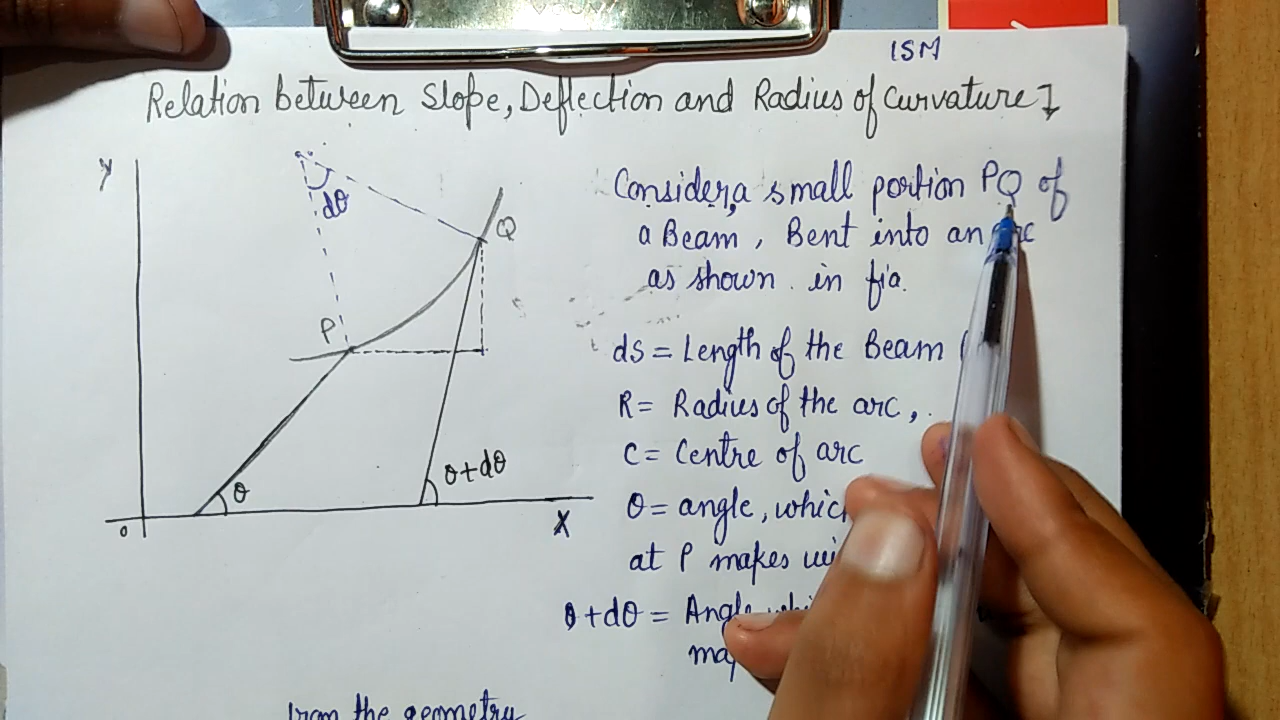 ISM
Relation between Slope, Deflection and Radius of Curvature
Y
dθ
Q
P
θ
θ+dθ
X
0
Consider, a small portion PQ of
a Beam, Bent into an arc
as shown. in fig.
ds = Length of the Beam
R = Radius of the arc,
C = Centre of arc
θ = angle, which
at P makes
θ+dθ = Angle
from the geometry